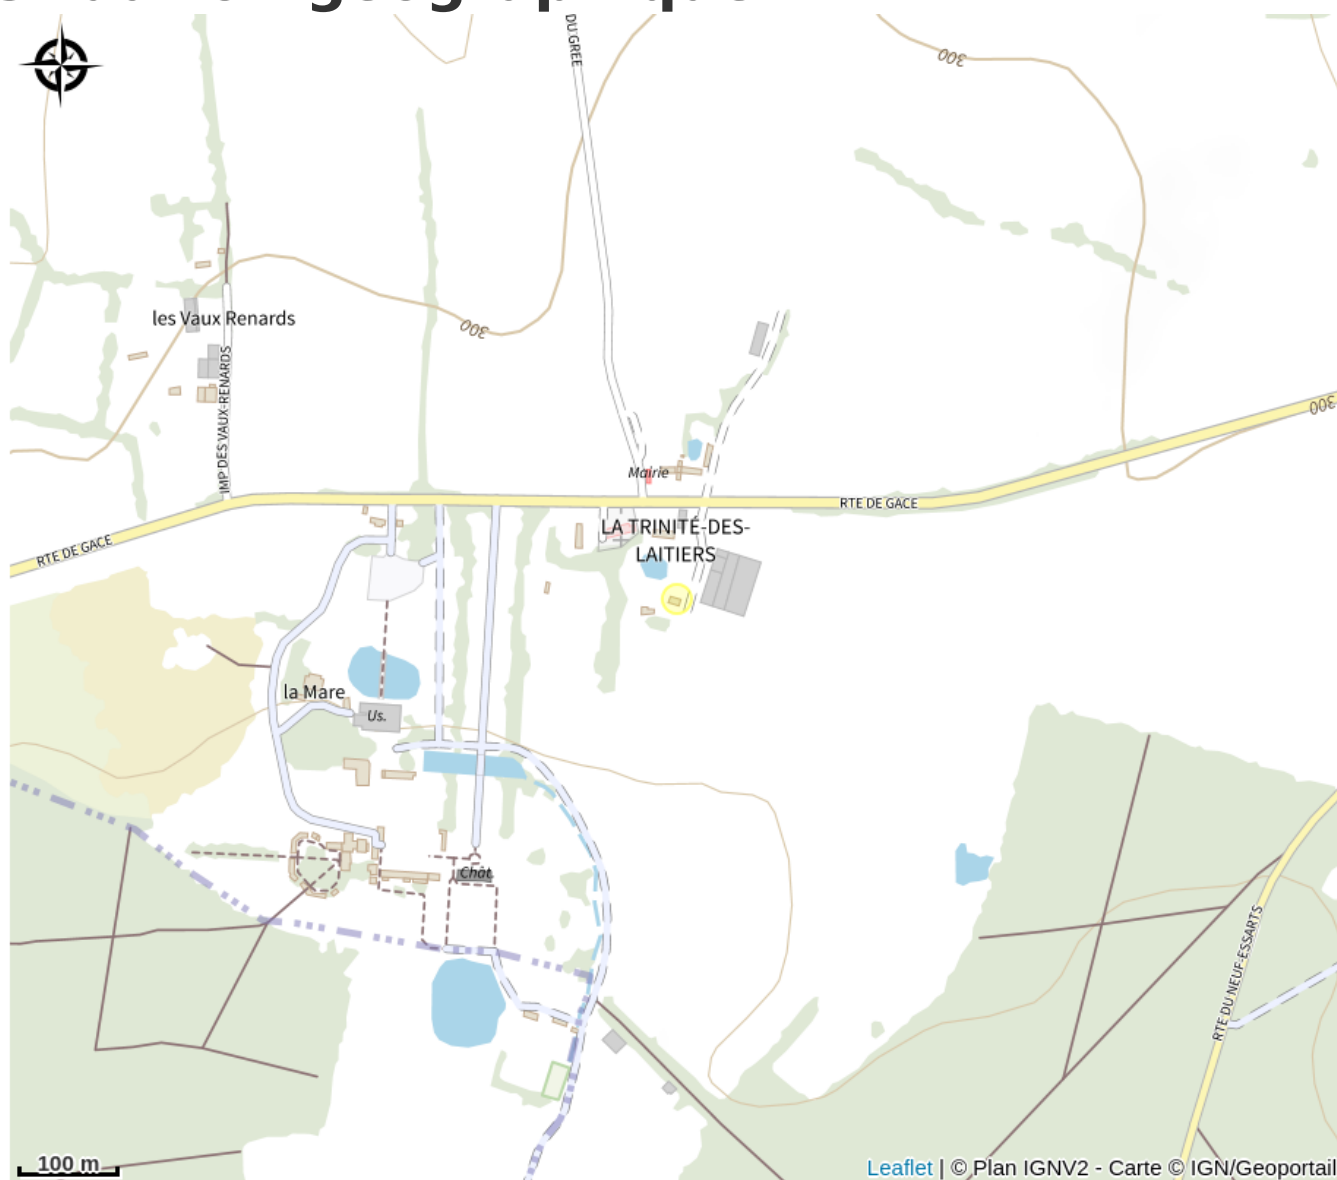 DU GREE
300
les Vaux Renards
300
IMP DES VAUX-RENARDS
300
Mairie
RTE DE GACE
LA TRINITÉ-DES-
LAITIERS
RTE DE GACE
la Mare
Us.
Chât
RTE DU NEUF-ESSARTS
100 m
Leaflet | © Plan IGNV2 - Carte © IGN/Geoportail